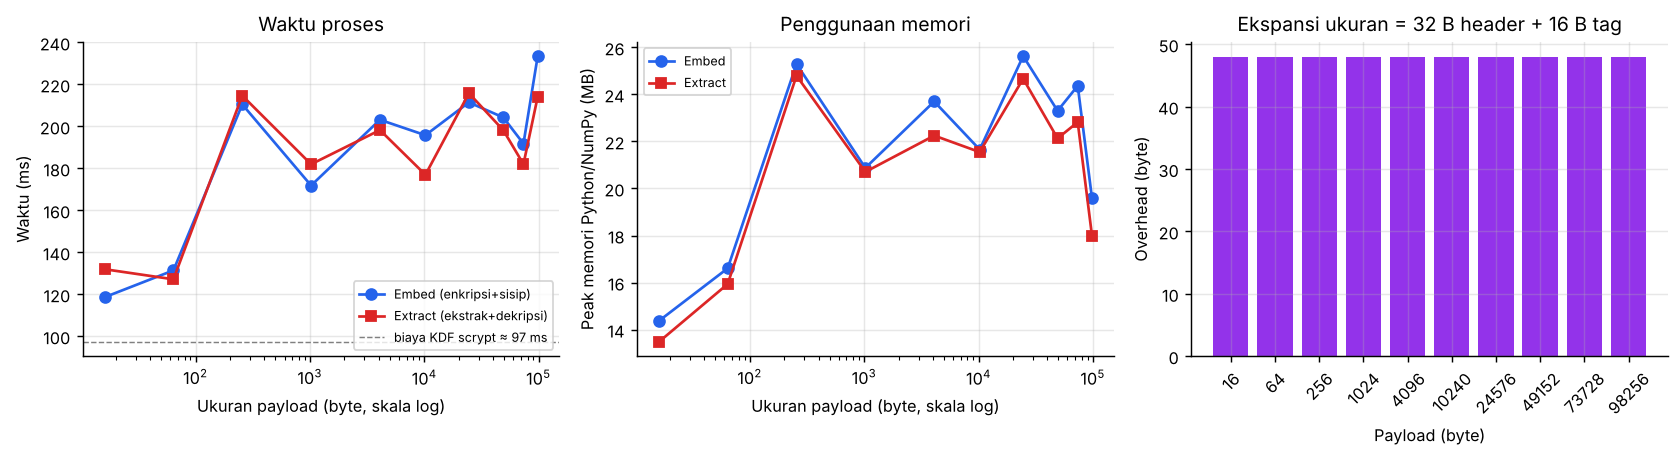 Waktu proses
240
220
200
180
160
140
120
100
Waktu (ms)
10²
10³
10⁴
10⁵
Ukuran payload (byte, skala log)
Embed (enkripsi+sisip)
Extract (ekstrak+dekripsi)
biaya KDF scrypt ≈ 97 ms
Penggunaan memori
26
24
22
20
18
16
14
Peak memori Python/NumPy (MB)
Embed
Extract
10²
10³
10⁴
10⁵
Ukuran payload (byte, skala log)
Ekspansi ukuran = 32 B header + 16 B tag
50
40
30
20
10
0
Overhead (byte)
16
64
256
1024
4096
10240
24576
49152
73728
98256
Payload (byte)